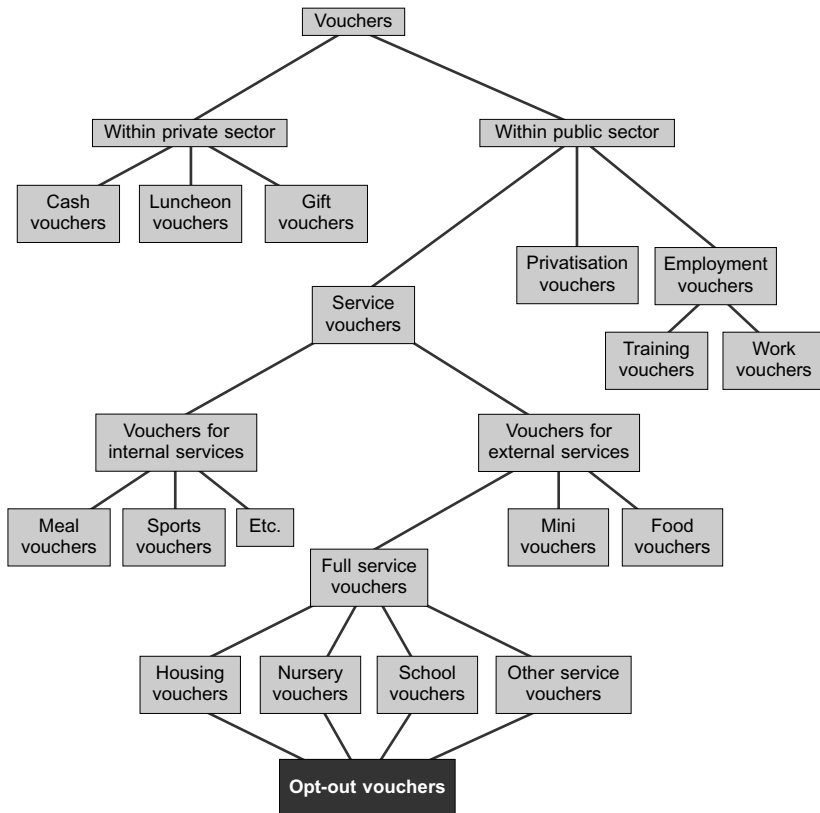 Vouchers
Within private sector
Within public sector
Cash
vouchers
Luncheon
vouchers
Gift
vouchers
Privatisation
vouchers
Employment
vouchers
Service
vouchers
Training
vouchers
Work
vouchers
Vouchers for
internal services
Vouchers for
external services
Meal
vouchers
Sports
vouchers
Etc.
Mini
vouchers
Food
vouchers
Full service
vouchers
Housing
vouchers
Nursery
vouchers
School
vouchers
Other service
vouchers
Opt-out vouchers